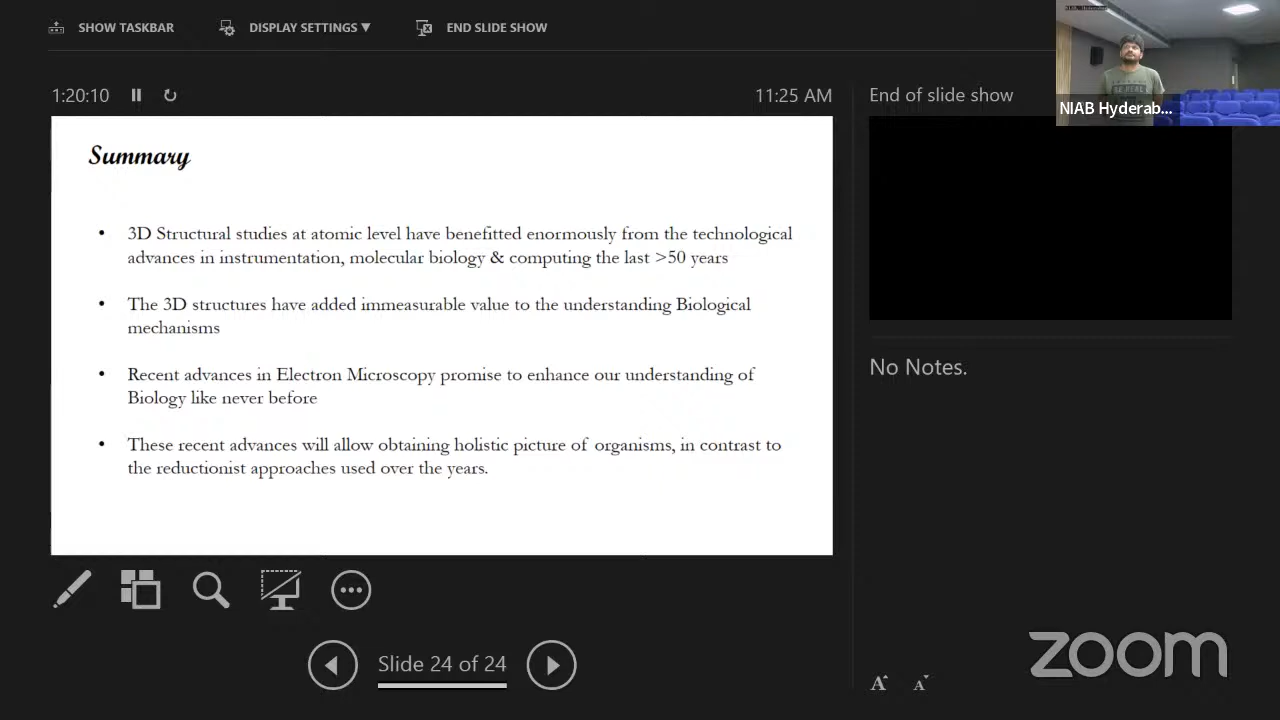 SHOW TASKBAR
DISPLAY SETTINGS ▼
END SLIDE SHOW
1:20:10
11:25 AM
End of slide show
NIAB Hyderab...
Summary
• 3D Structural studies at atomic level have benefitted enormously from the technological
advances in instrumentation, molecular biology & computing the last >50 years
• The 3D structures have added immeasurable value to the understanding Biological
mechanisms
• Recent advances in Electron Microscopy promise to enhance our understanding of
Biology like never before
• These recent advances will allow obtaining holistic picture of organisms, in contrast to
the reductionist approaches used over the years.
No Notes.
Slide 24 of 24
A A
zoom